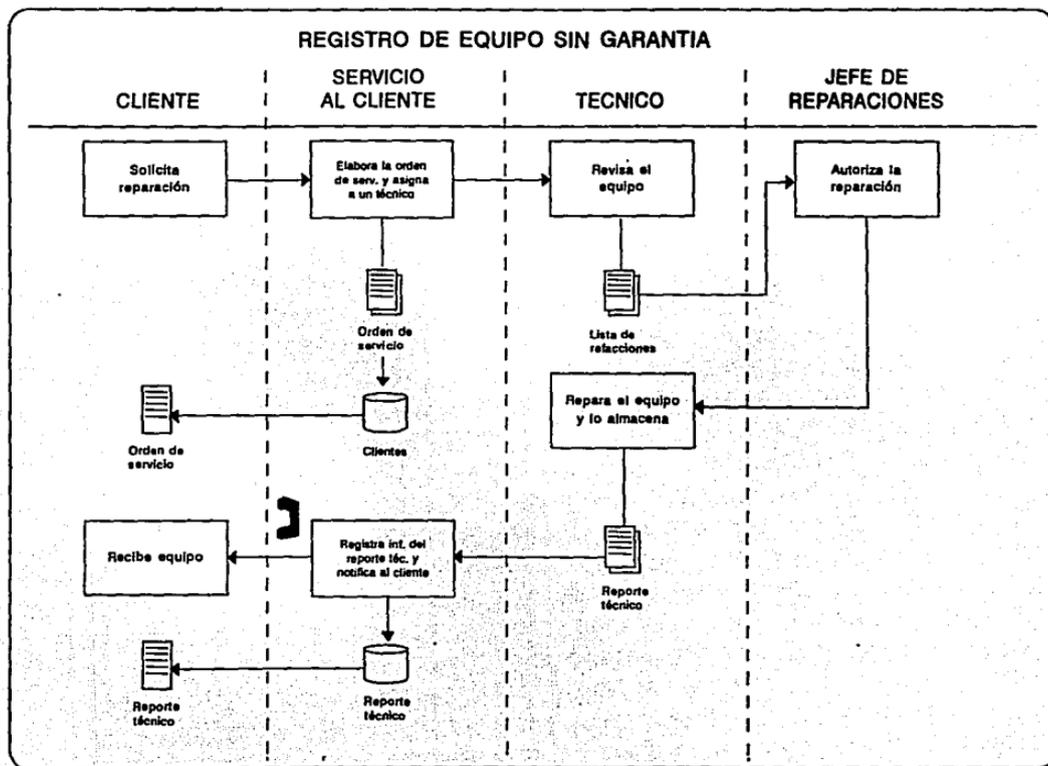 REGISTRO DE EQUIPO SIN GARANTIA
CLIENTE
SERVICIO
AL CLIENTE
TECNICO
JEFE DE
REPARACIONES
Solicita
reparación
Elabora la orden
de serv. y asigna
a un técnico
Revisa el
equipo
Autoriza la
reparación
Orden de
servicio
Lista de
refacciones
Repara el equipo
y lo almacena
Orden de
servicio
Clientes
Recibe equipo
Registra int. del
reporte téc. y
notifica al cliente
Reporte
técnico
Reporte
técnico
Reporte
técnico